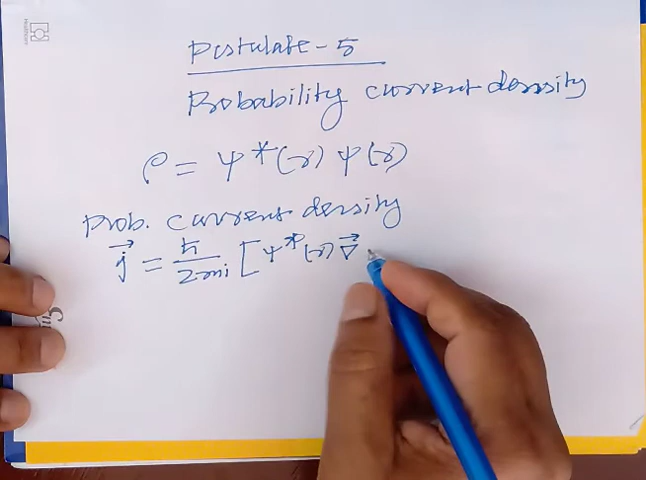 Postulate - 5
Probability current density
ρ = ψ*(r) ψ(r)
Prob. current density
j⃗ = ħ/2mi [ψ*(r) ∇⃗